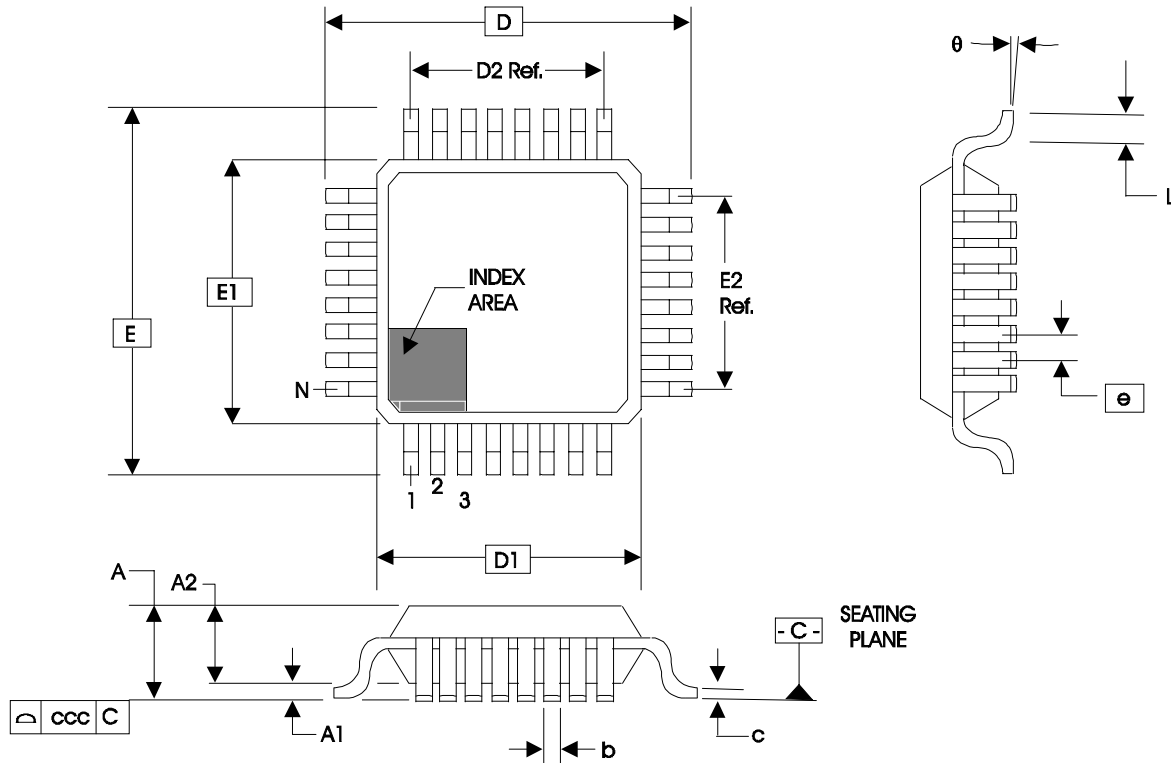 D
D2 Ref.
θ
L
E1
E
INDEX
AREA
E2
Ref.
N
e
1
2
3
D1
A
A2
- C -
SEATING
PLANE
⌓ ccc C
A1
b
c